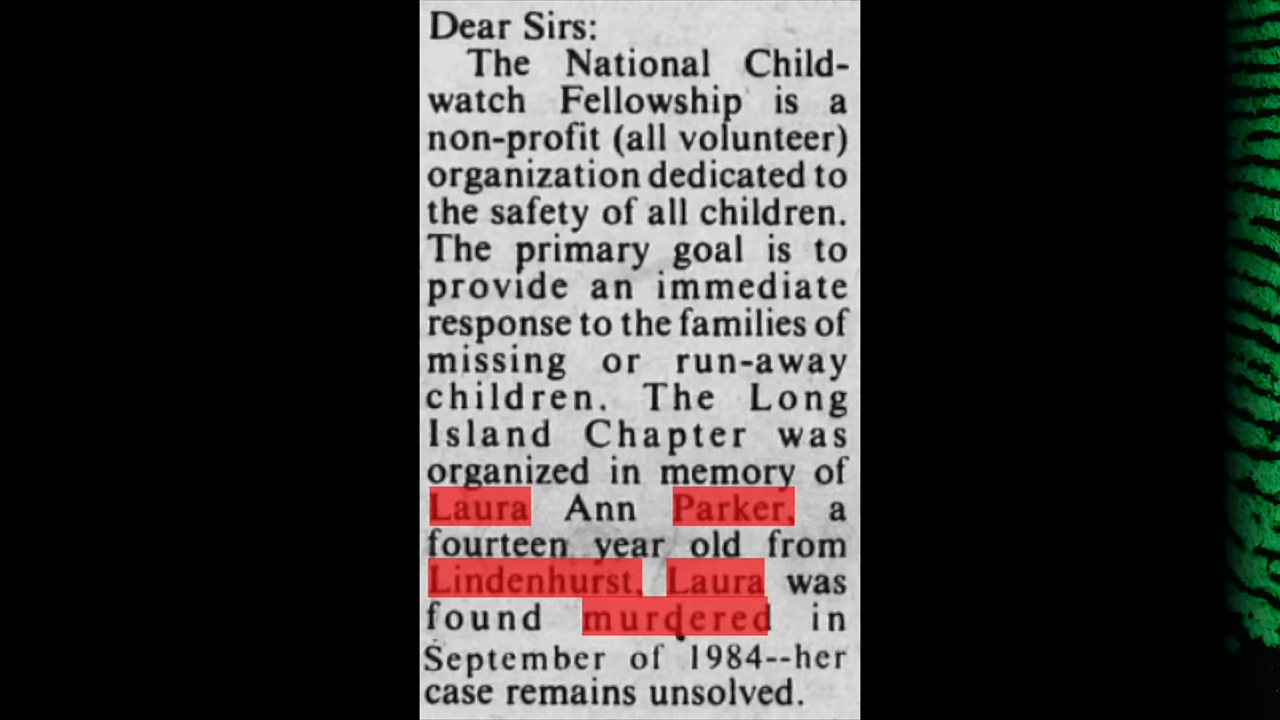 Dear Sirs:
The National Child-
watch Fellowship is a
non-profit (all volunteer)
organization dedicated to
the safety of all children.
The primary goal is to
provide an immediate
response to the families of
missing or run-away
children. The Long
Island Chapter was
organized in memory of
Laura Ann Parker, a
fourteen year old from
Lindenhurst. Laura was
found murdered in
September of 1984--her
case remains unsolved.